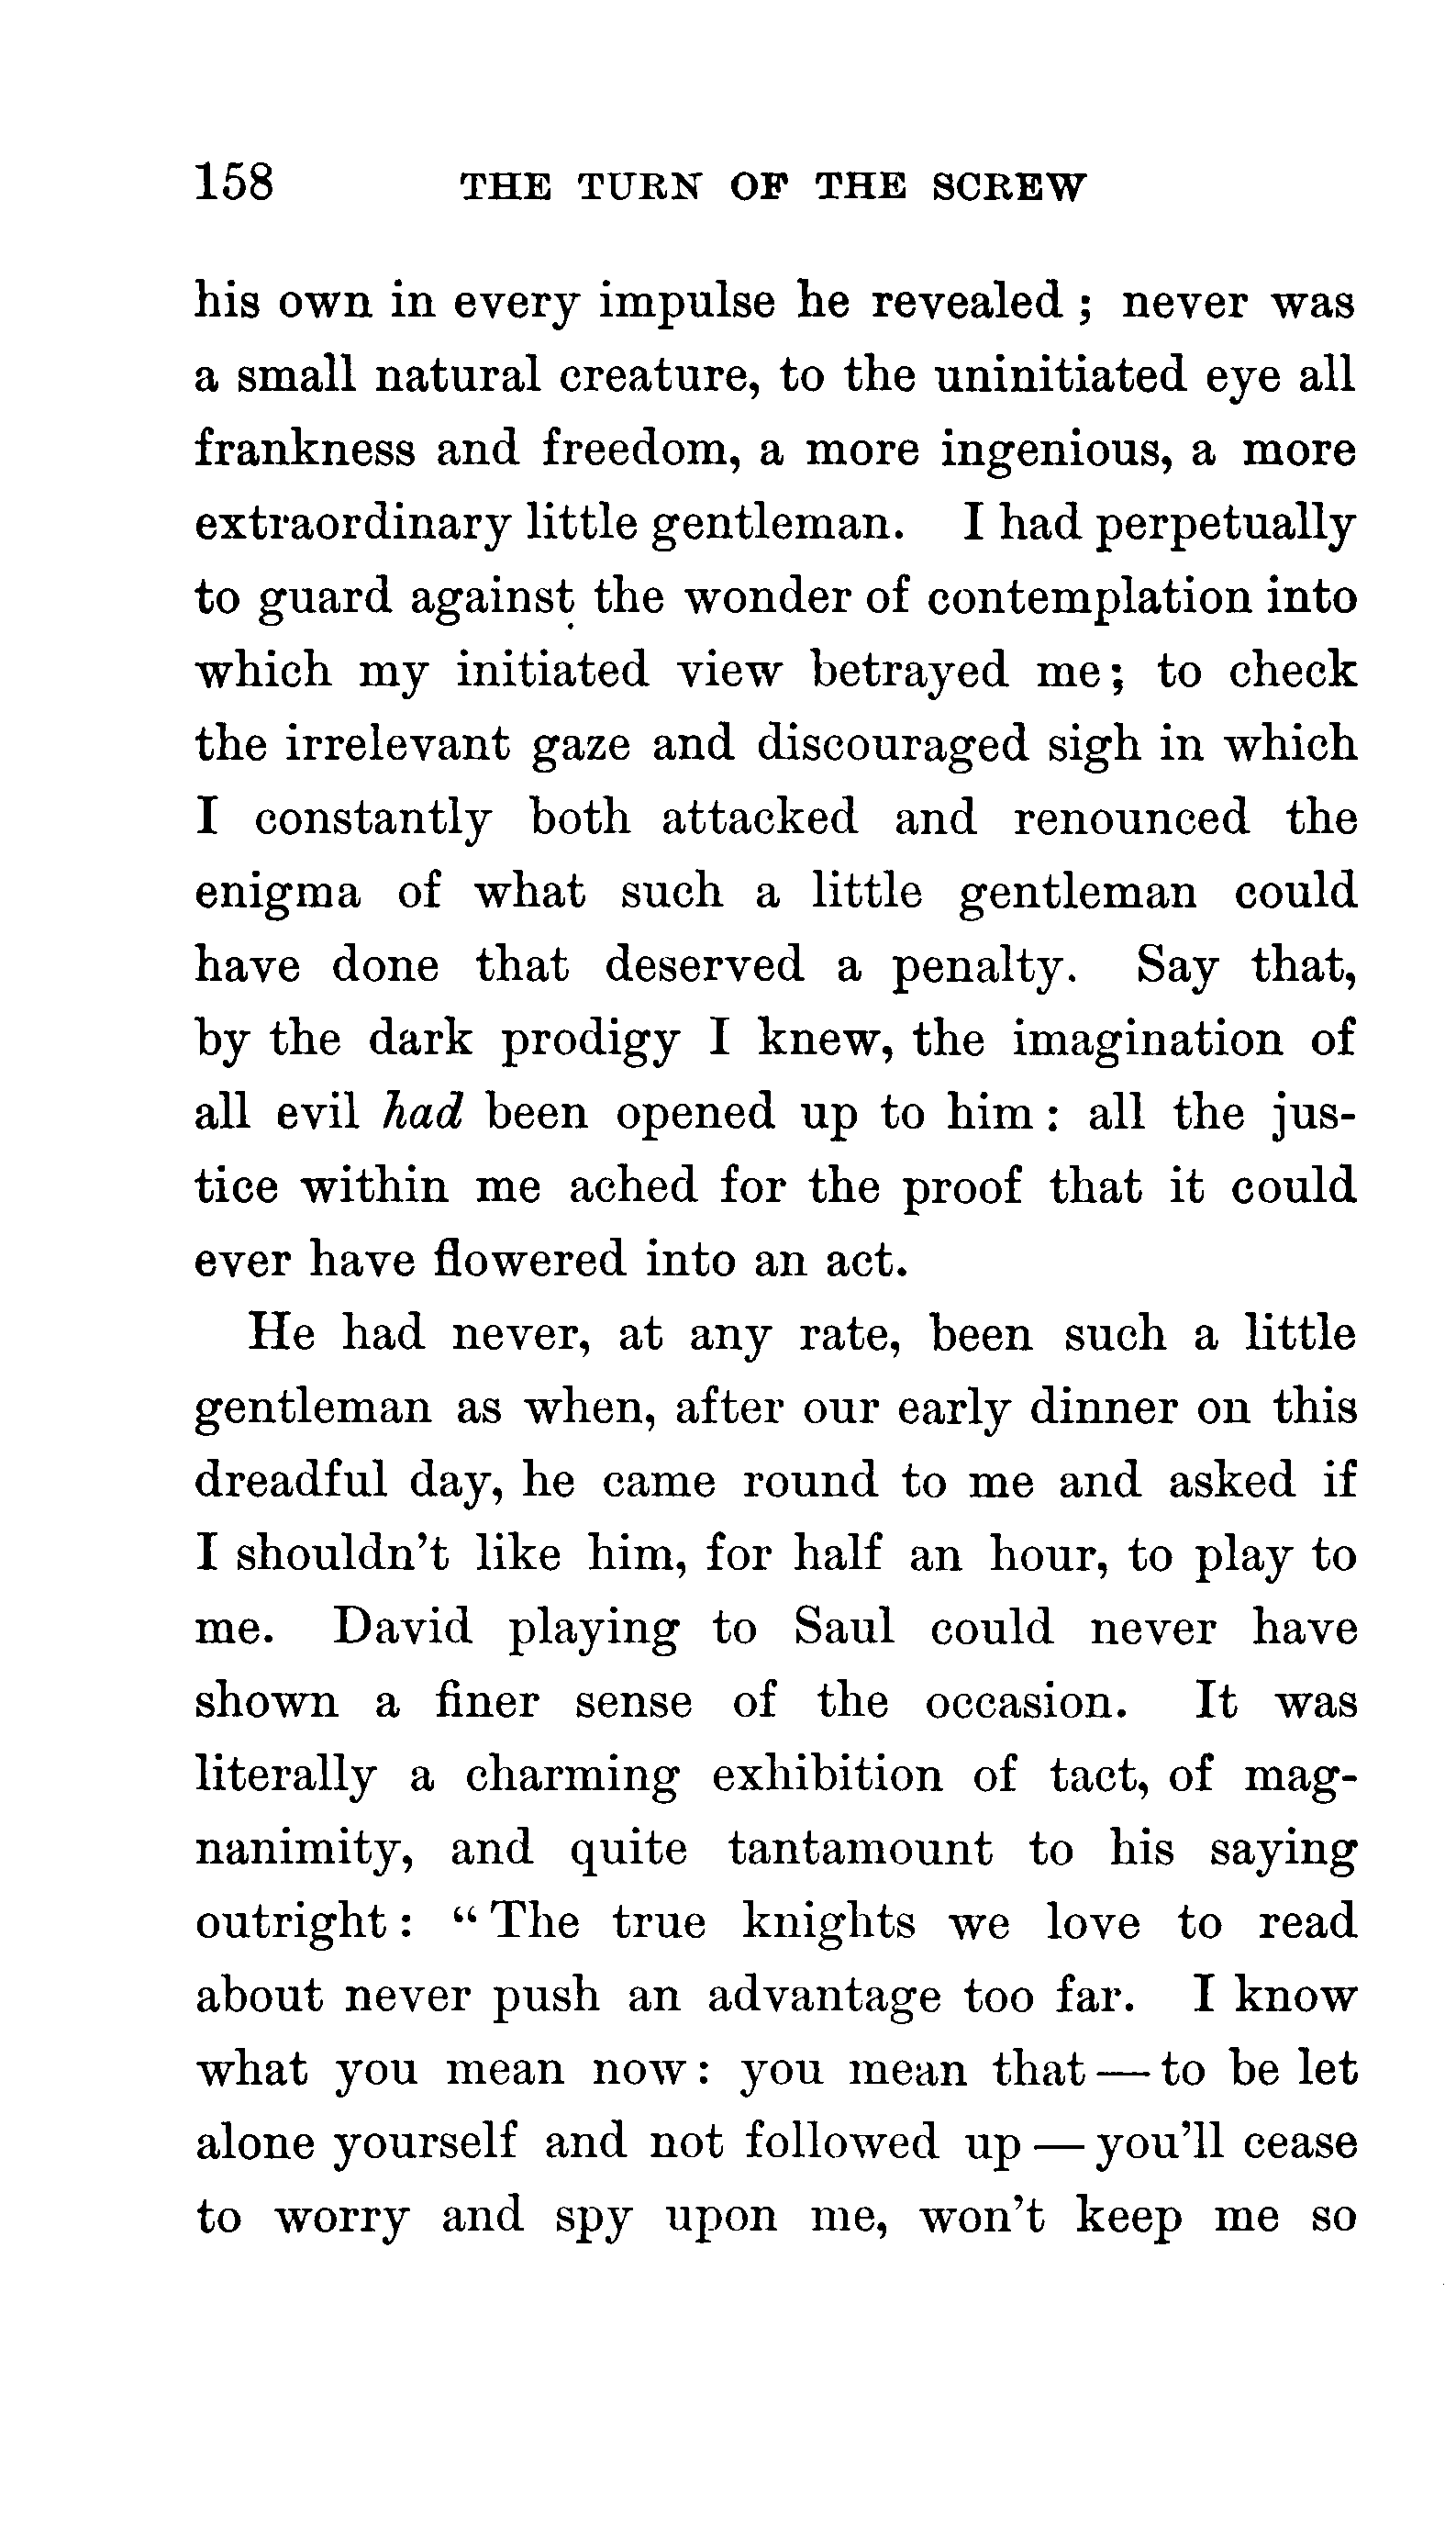 158 THE TURN OF THE SCREW
his own in every impulse he revealed ; never was
a small natural creature, to the uninitiated eye all
frankness and freedom, a more ingenious, a more
extraordinary little gentleman. I had perpetually
to guard against the wonder of contemplation into
which my initiated view betrayed me; to check
the irrelevant gaze and discouraged sigh in which
I constantly both attacked and renounced the
enigma of what such a little gentleman could
have done that deserved a penalty. Say that,
by the dark prodigy I knew, the imagination of
all evil had been opened up to him : all the jus-
tice within me ached for the proof that it could
ever have flowered into an act.
He had never, at any rate, been such a little
gentleman as when, after our early dinner on this
dreadful day, he came round to me and asked if
I shouldn't like him, for half an hour, to play to
me. David playing to Saul could never have
shown a finer sense of the occasion. It was
literally a charming exhibition of tact, of mag-
nanimity, and quite tantamount to his saying
outright : “ The true knights we love to read
about never push an advantage too far. I know
what you mean now : you mean that — to be let
alone yourself and not followed up — you'll cease
to worry and spy upon me, won't keep me so